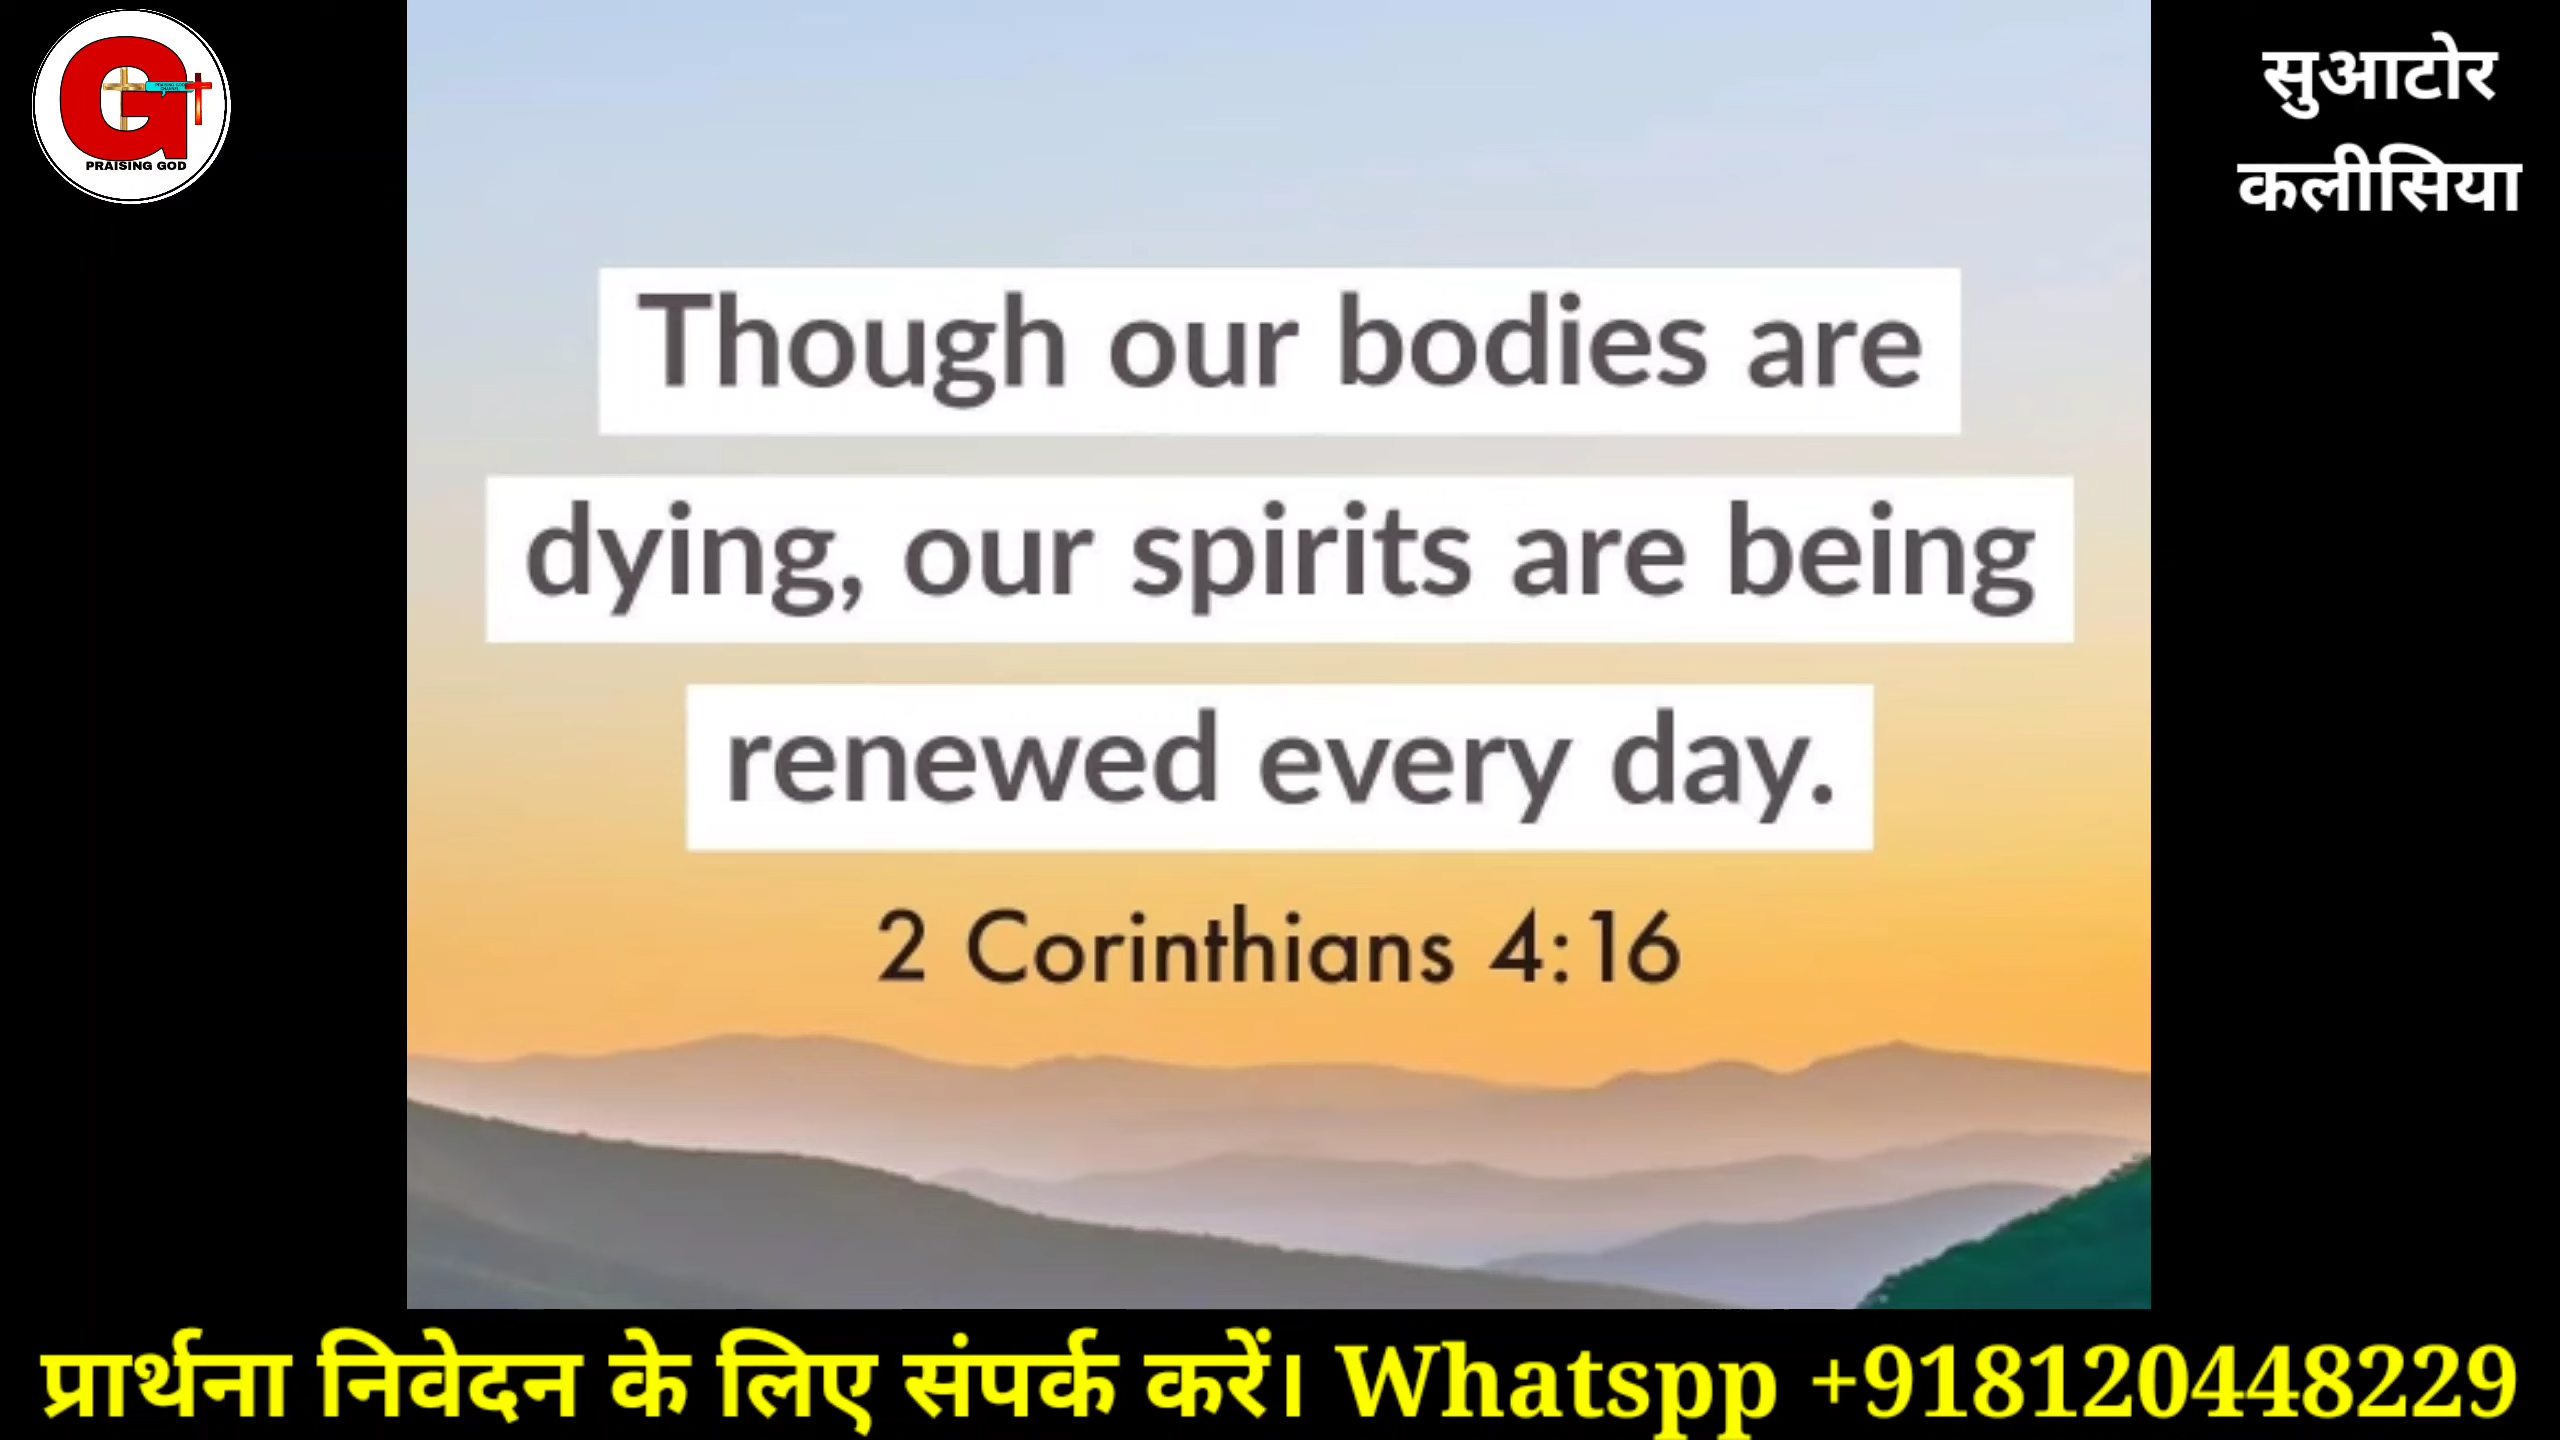 G
PRAISING GOD
सुआटोर
कलीसिया
Though our bodies are
dying, our spirits are being
renewed every day.
2 Corinthians 4:16
प्रार्थना निवेदन के लिए संपर्क करें। Whatspp +918120448229